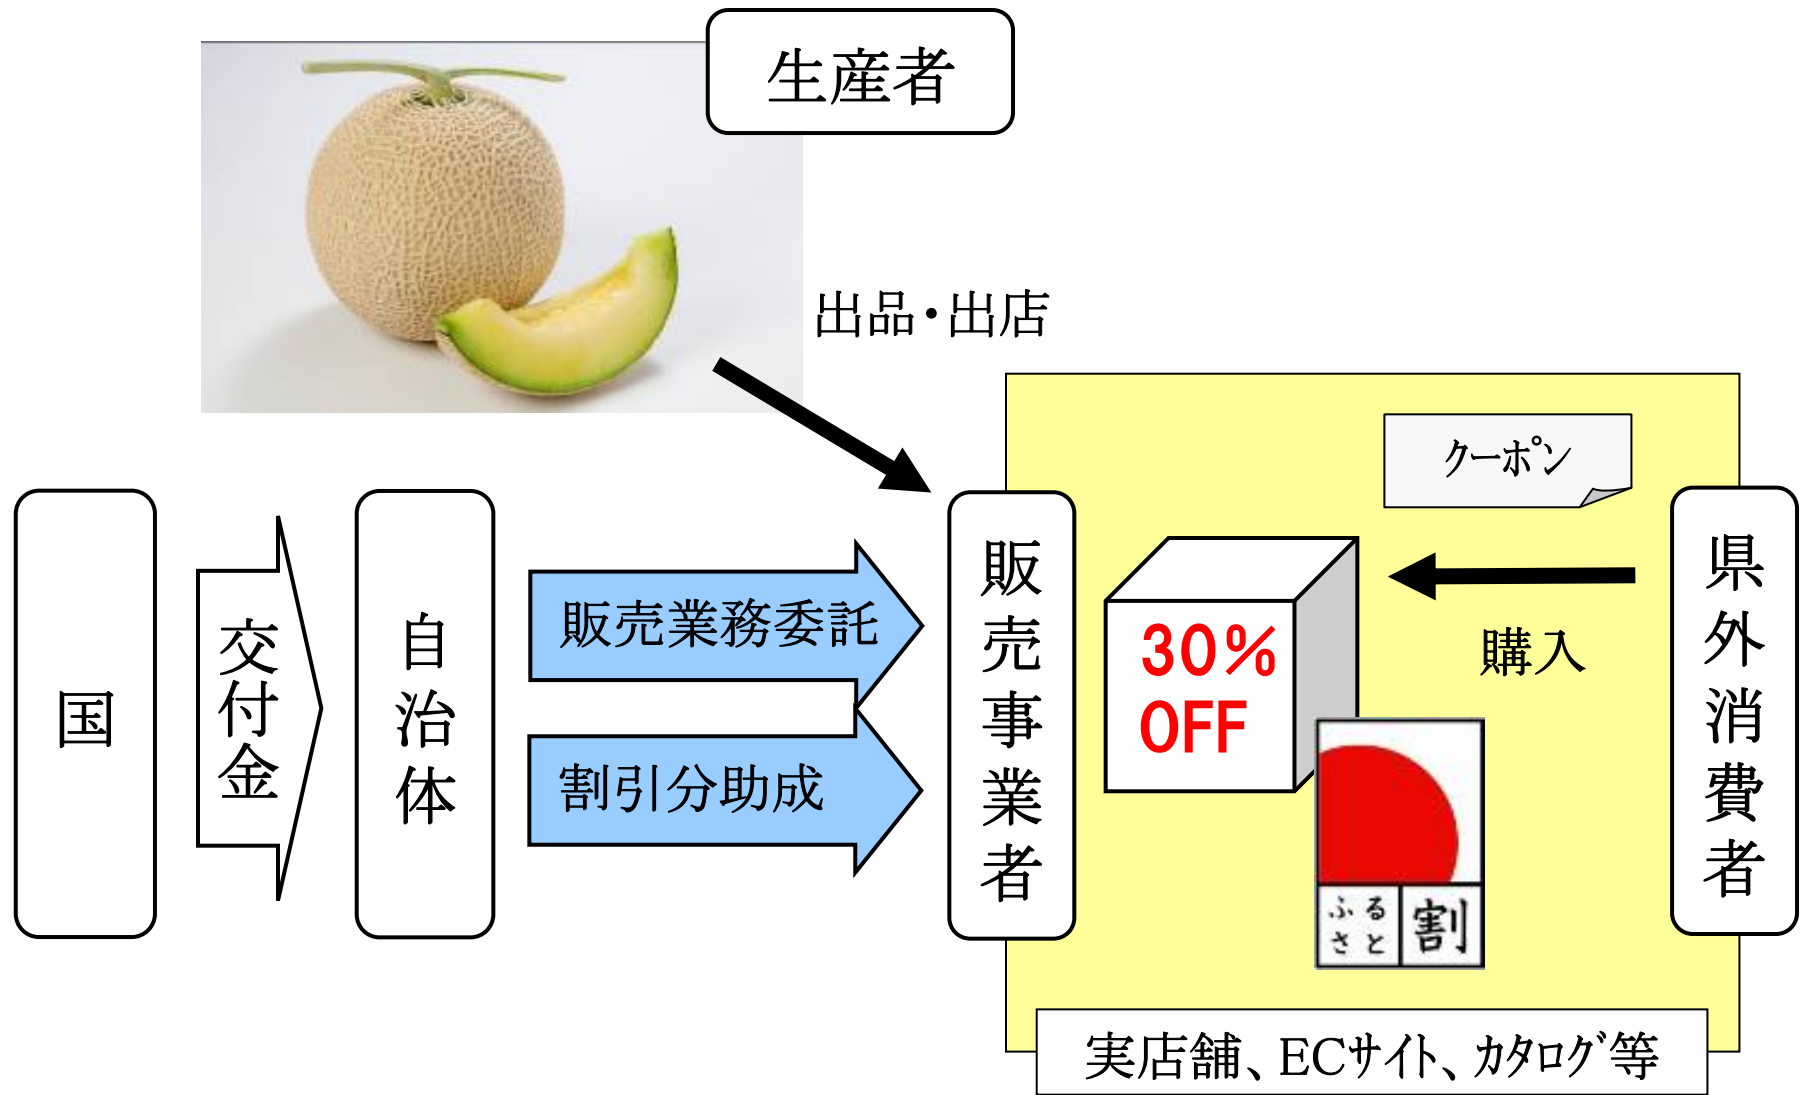 生産者
出品・出店
国
交付金
自治体
販売業務委託
割引分助成
販売事業者
クーポン
30%
OFF
購入
ふる
さと
割
県外消費者
実店舗、ECサイト、カタログ等